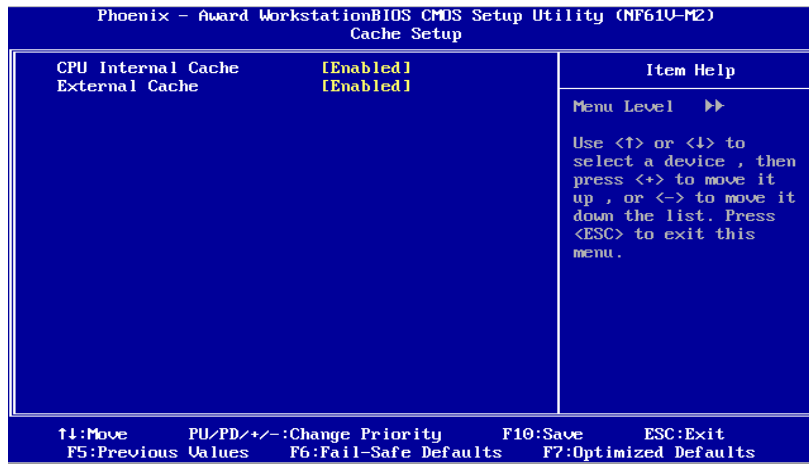 Phoenix - Award WorkstationBIOS CMOS Setup Utility (NF61V-M2)
Cache Setup
CPU Internal Cache [Enabled]
External Cache [Enabled]
Item Help
Menu Level ▸▸
Use <↑> or <↓> to
select a device , then
press <+> to move it
up , or <-> to move it
down the list. Press
<ESC> to exit this
menu.
↑↓:Move PU/PD/+/-:Change Priority F10:Save ESC:Exit
F5:Previous Values F6:Fail-Safe Defaults F7:Optimized Defaults